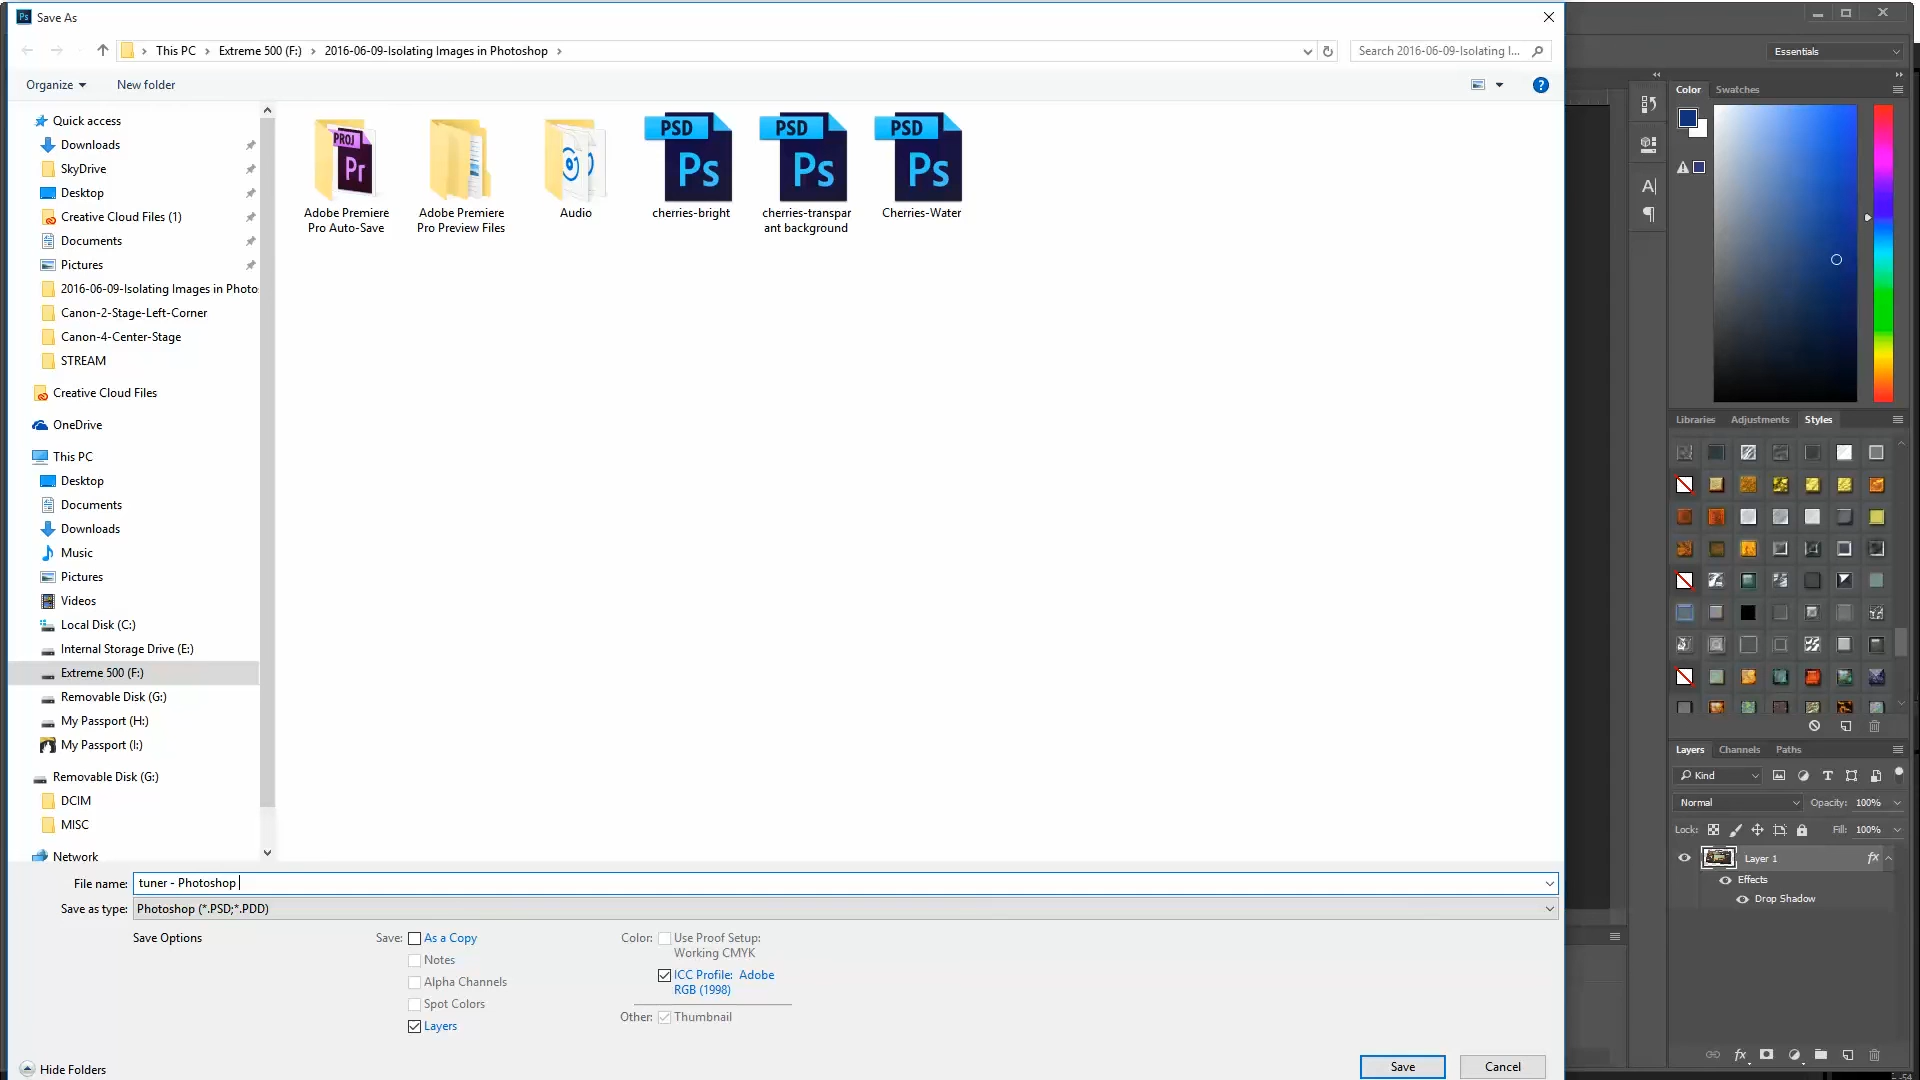 Save As
This PC
Extreme 500 (F:)
2016-06-09-Isolating Images in Photoshop
Search 2016-06-09-Isolating I...
Organize
New folder
Quick access
Downloads
SkyDrive
Desktop
Creative Cloud Files (1)
Documents
Pictures
2016-06-09-Isolating Images in Photo
Canon-2-Stage-Left-Corner
Canon-4-Center-Stage
STREAM
Creative Cloud Files
OneDrive
This PC
Desktop
Documents
Downloads
Music
Pictures
Videos
Local Disk (C:)
Internal Storage Drive (E:)
Extreme 500 (F:)
Removable Disk (G:)
My Passport (H:)
My Passport (I:)
Removable Disk (G:)
DCIM
MISC
Network
PROJ
Pr
Adobe Premiere
Pro Auto-Save
Adobe Premiere
Pro Preview Files
Audio
PSD
Ps
cherries-bright
PSD
Ps
cherries-transpar
ant background
PSD
Ps
Cherries-Water
File name:
tuner - Photoshop
Save as type:
Photoshop (*.PSD;*.PDD)
Save Options
Save:
As a Copy
Notes
Alpha Channels
Spot Colors
Layers
Color:
Use Proof Setup:
Working CMYK
ICC Profile: Adobe
RGB (1998)
Other:
Thumbnail
Hide Folders
Save
Cancel
Essentials
Color
Swatches
Libraries
Adjustments
Styles
Layers
Channels
Paths
Kind
Normal
Opacity:
100%
Lock:
Fill:
100%
Layer 1
fx
Effects
Drop Shadow
fx